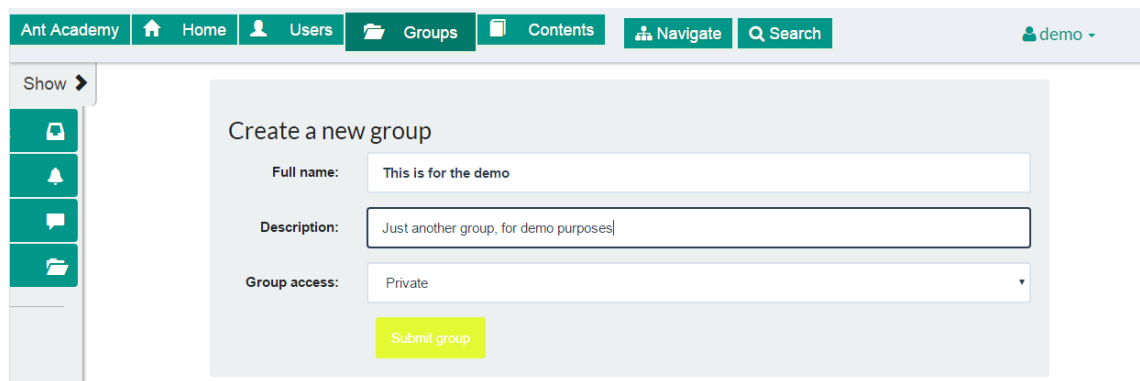 Ant Academy Home Users Groups Contents Navigate Search demo
Show
Create a new group
Full name: This is for the demo
Description: Just another group, for demo purposes
Group access: Private
Submit group